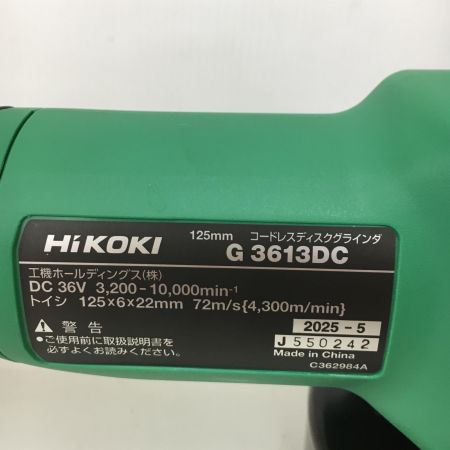 125mm コードレスディスクグラインダ
HiKOKI G 3613DC
工機ホールディングス(株)
DC 36V 3,200-10,000min-1
トイシ 125×6×22mm 72m/s{4,300m/min}
⚠ 警告
●ご使用前に取扱説明書を
必ずよくお読みください。
2025-5
J 550242
Made in China
C362984A